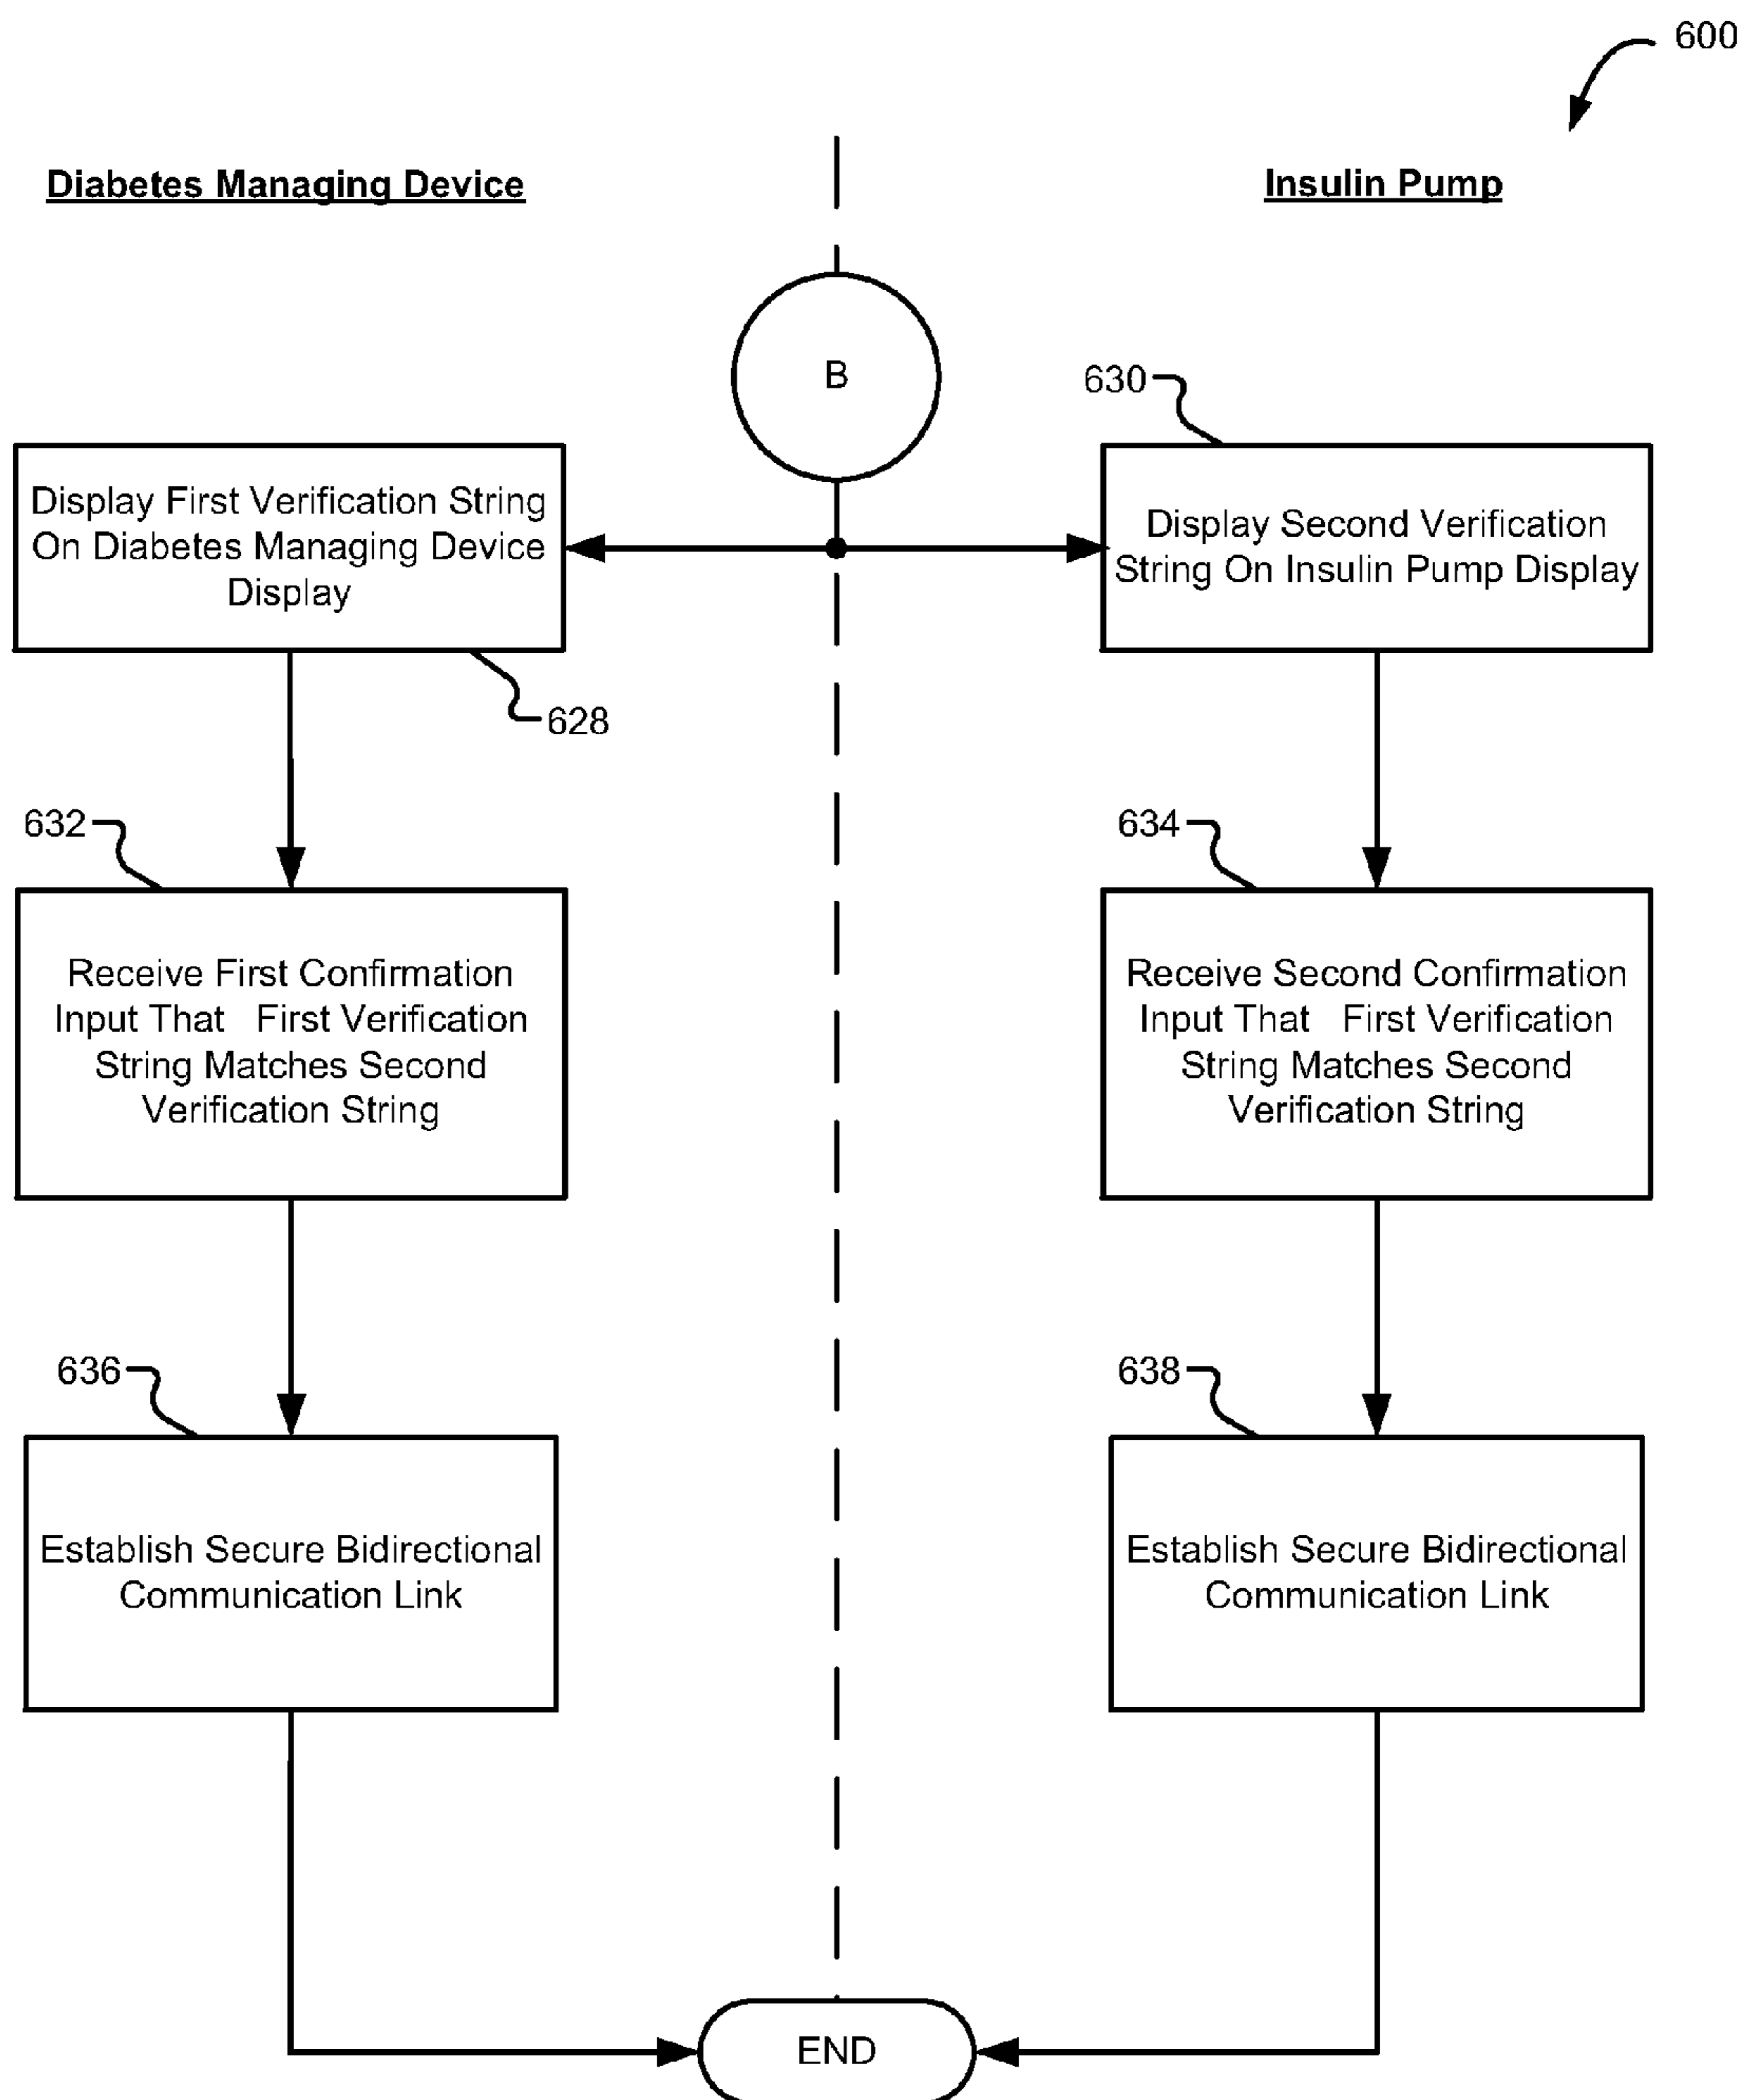 600
Diabetes Managing Device
Insulin Pump
B
630
Display First Verification String
On Diabetes Managing Device
Display
Display Second Verification
String On Insulin Pump Display
628
632
634
Receive First Confirmation
Input That First Verification
String Matches Second
Verification String
Receive Second Confirmation
Input That First Verification
String Matches Second
Verification String
636
638
Establish Secure Bidirectional
Communication Link
Establish Secure Bidirectional
Communication Link
END